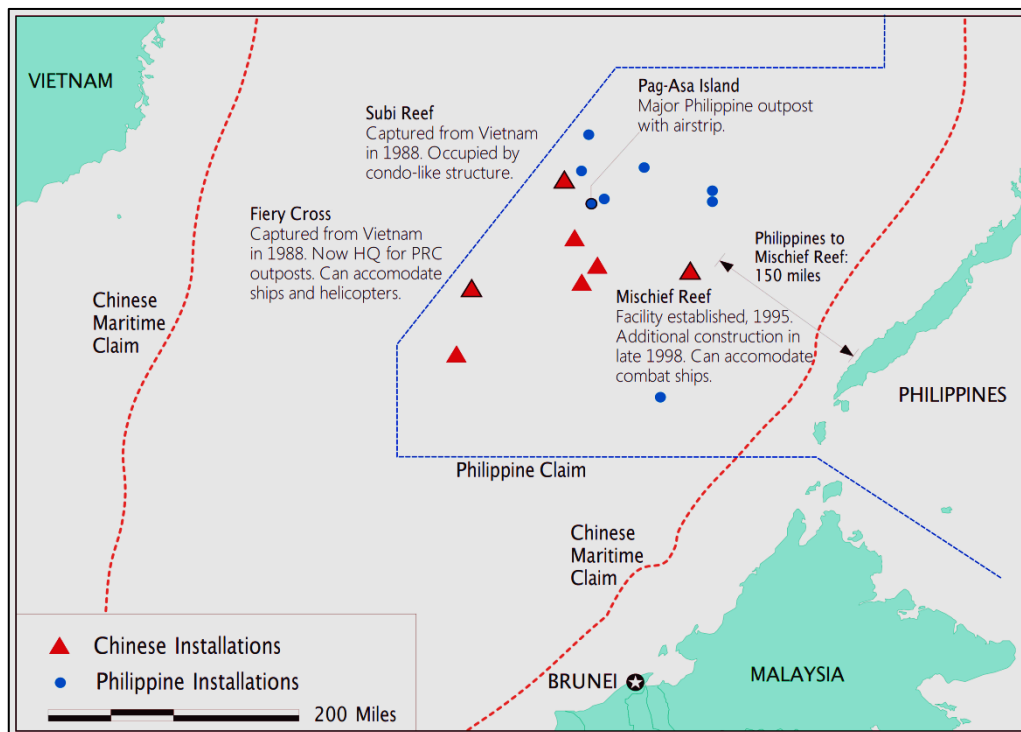 VIETNAM
Pag-Asa Island
Major Philippine outpost
with airstrip.
Subi Reef
Captured from Vietnam
in 1988. Occupied by
condo-like structure.
Fiery Cross
Captured from Vietnam
in 1988. Now HQ for PRC
outposts. Can accomodate
ships and helicopters.
Philippines to
Mischief Reef:
150 miles
Chinese
Maritime
Claim
Mischief Reef
Facility established, 1995.
Additional construction in
late 1998. Can accomodate
combat ships.
PHILIPPINES
Philippine Claim
Chinese
Maritime
Claim
Chinese Installations
Philippine Installations
200 Miles
BRUNEI
MALAYSIA